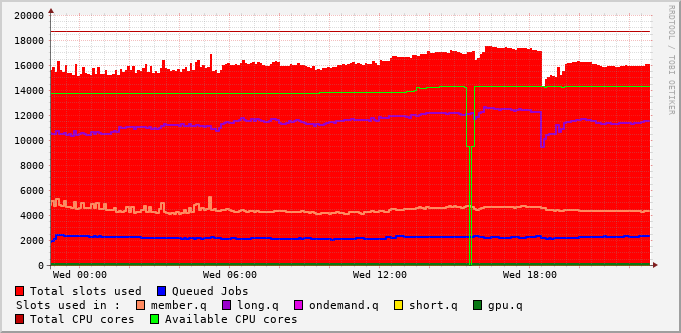 20000
18000
16000
14000
12000
10000
8000
6000
4000
2000
0
Wed 00:00 Wed 06:00 Wed 12:00 Wed 18:00
Total slots used Queued Jobs
Slots used in : member.q long.q ondemand.q short.q gpu.q
Total CPU cores Available CPU cores
RRDTOOL / TOBI OETIKER